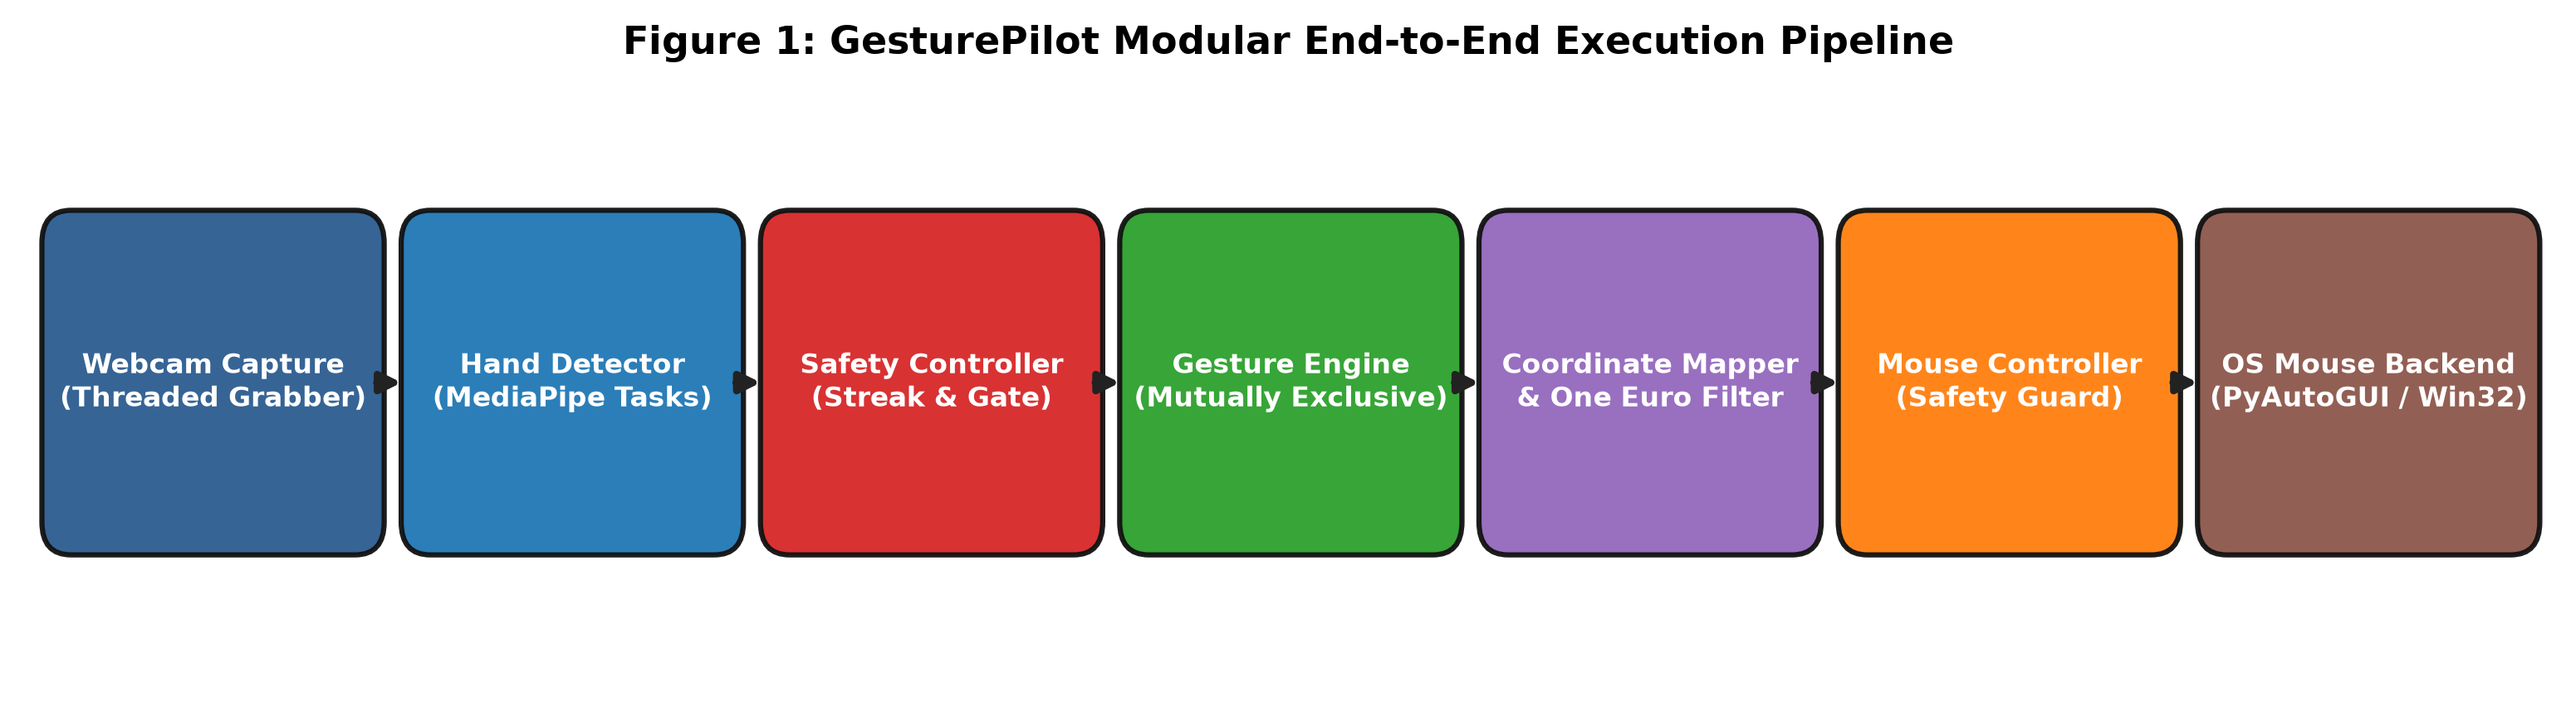 Figure 1: GesturePilot Modular End-to-End Execution Pipeline
Webcam Capture
(Threaded Grabber)
Hand Detector
(MediaPipe Tasks)
Safety Controller
(Streak & Gate)
Gesture Engine
(Mutually Exclusive)
Coordinate Mapper
& One Euro Filter
Mouse Controller
(Safety Guard)
OS Mouse Backend
(PyAutoGUI / Win32)